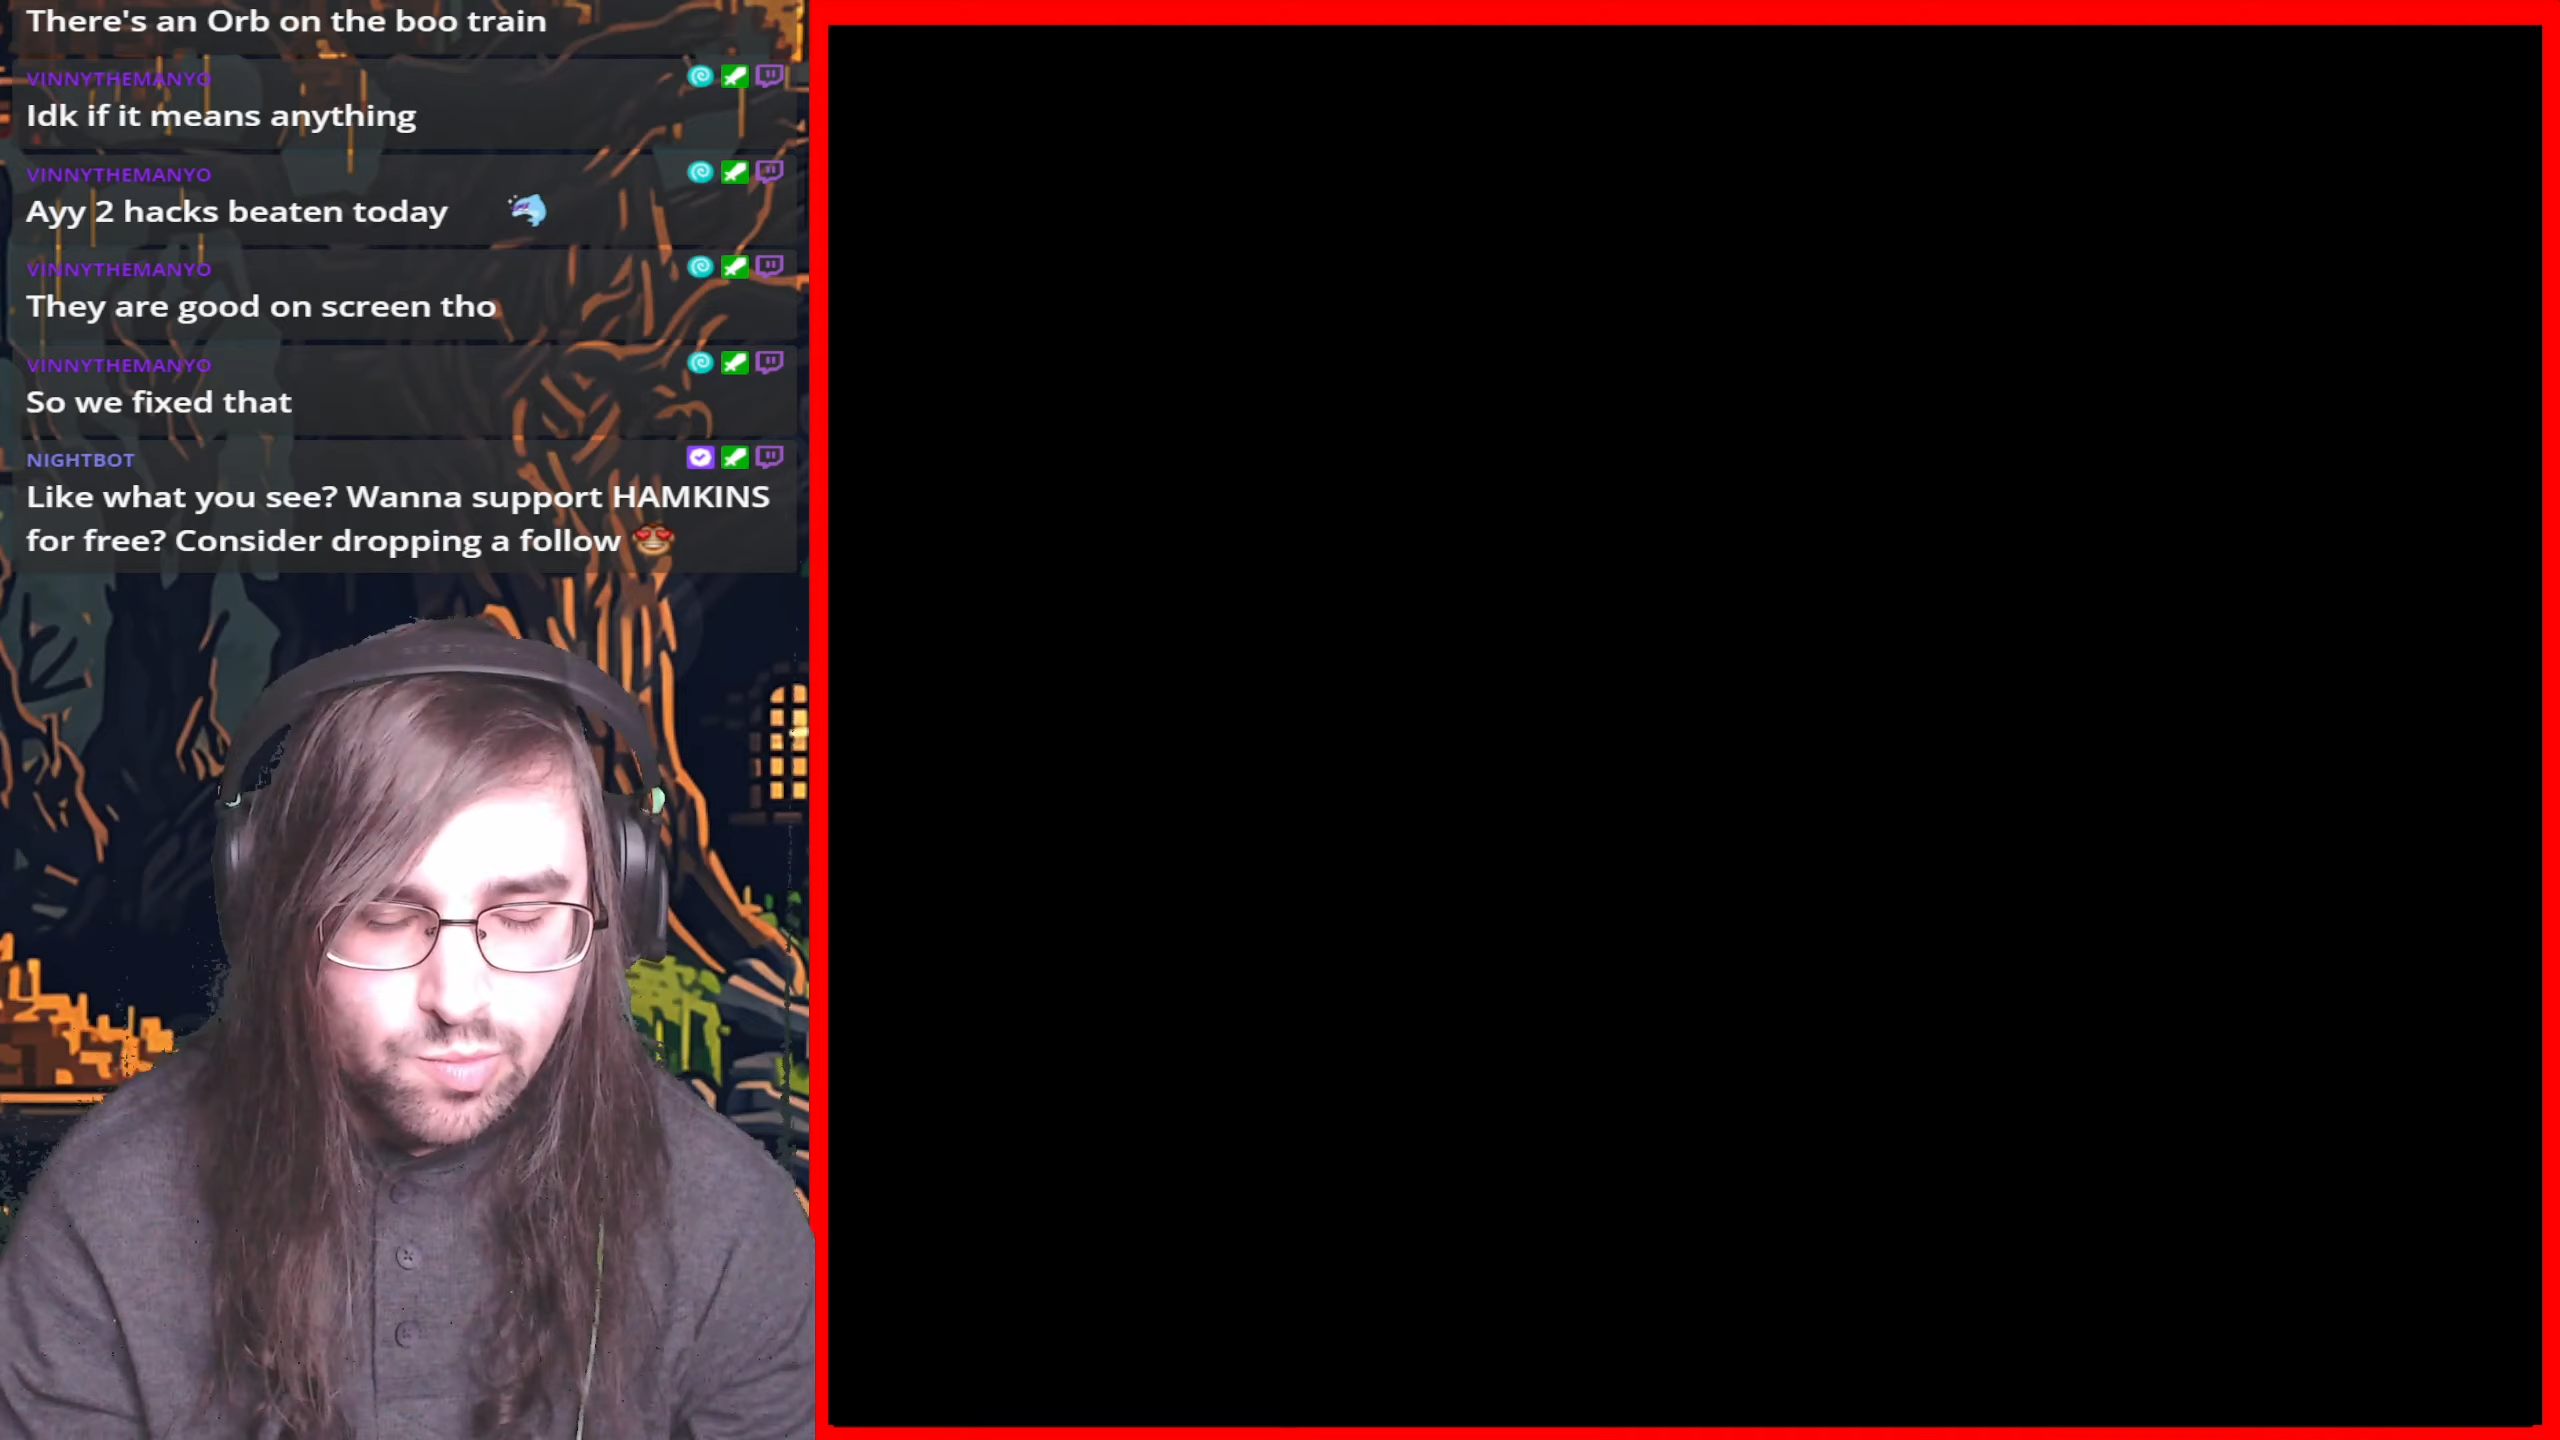 There's an Orb on the boo train
VINNYTHEMANYO
Idk if it means anything
VINNYTHEMANYO
Ayy 2 hacks beaten today
VINNYTHEMANYO
They are good on screen tho
VINNYTHEMANYO
So we fixed that
NIGHTBOT
Like what you see? Wanna support HAMKINS
for free? Consider dropping a follow